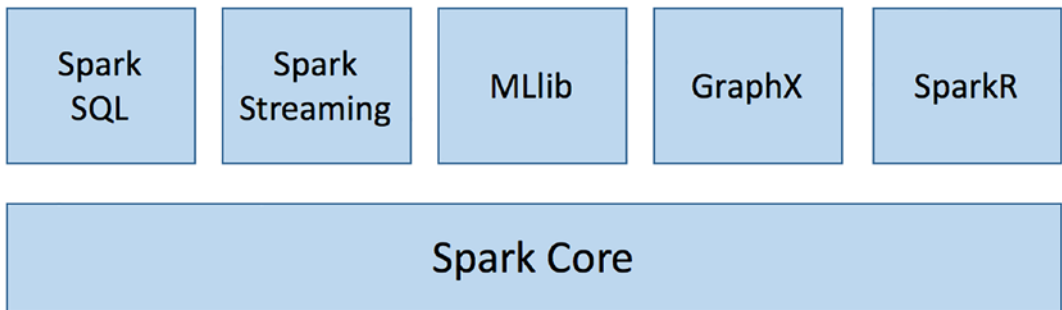 Spark
SQL
Spark
Streaming
MLlib
GraphX
SparkR
Spark Core